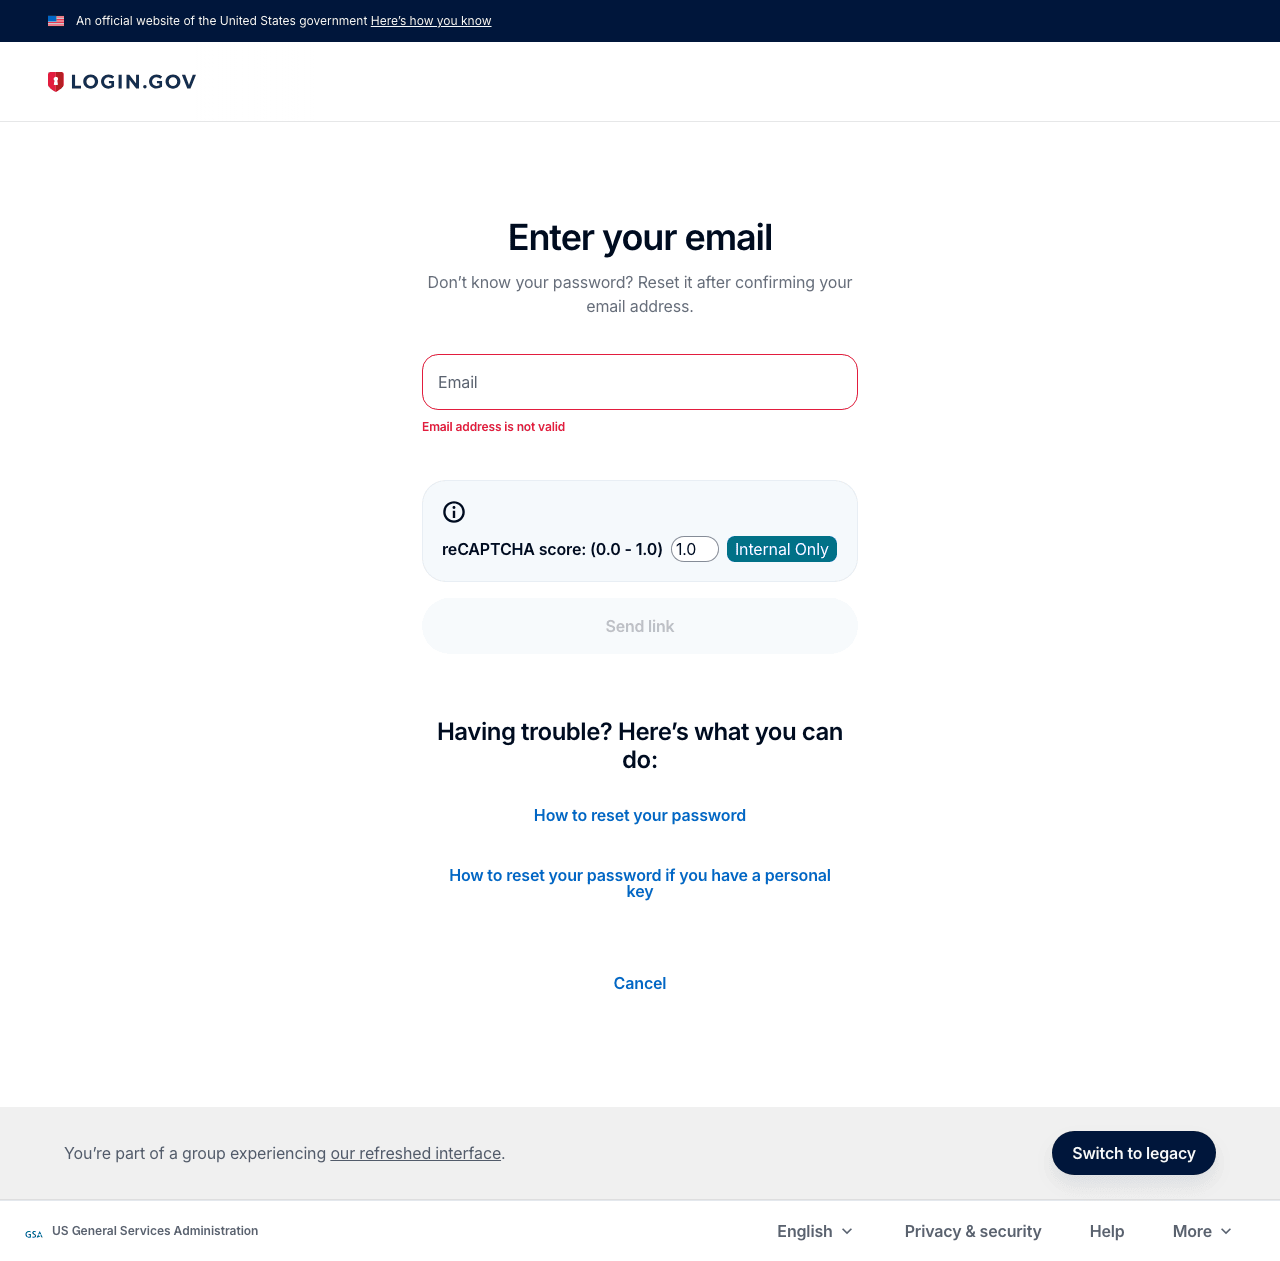 An official website of the United States government Here’s how you know
LOGIN.GOV
Enter your email
Don’t know your password? Reset it after confirming your
email address.
Email
Email address is not valid
reCAPTCHA score: (0.0 - 1.0) 1.0 Internal Only
Send link
Having trouble? Here’s what you can
do:
How to reset your password
How to reset your password if you have a personal
key
Cancel
You’re part of a group experiencing our refreshed interface.
Switch to legacy
GSA US General Services Administration
English
Privacy & security
Help
More